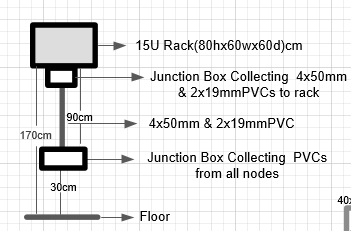 15U Rack(80hx60wx60d)cm
Junction Box Collecting 4x50mm
& 2x19mmPVCs to rack
90cm
4x50mm & 2x19mmPVC
170cm
Junction Box Collecting PVCs
from all nodes
30cm
Floor
40x